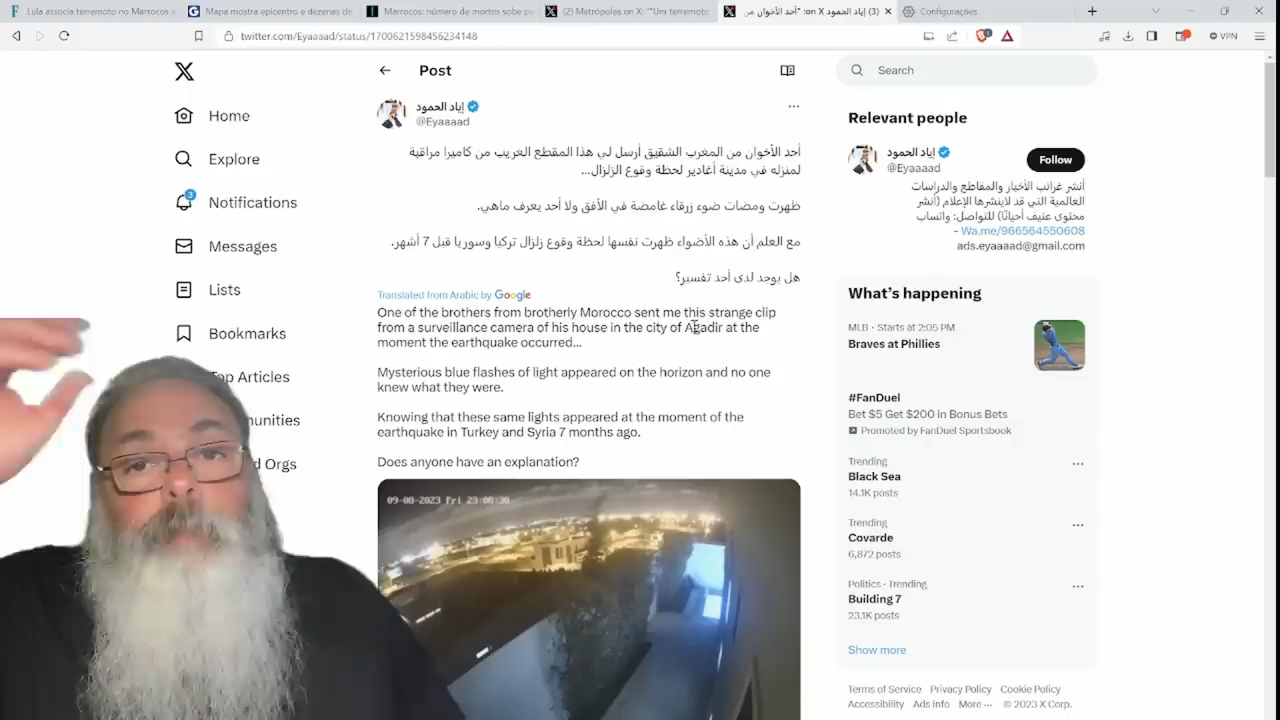 Lula associa terremoto no Marrocos a
Mapa mostra epicentro e dezenas de
Marrocos: número de mortos sobe pa
(2) Metrópoles on X: ""Um terremoto
(3) إياد الحمود on X: "أحد الأخوان من
Configurações
twitter.com/Eyaaaad/status/1700621598456234148
VPN
Home
Explore
3
Notifications
Messages
Lists
Bookmarks
Top Articles
Post
إياد الحمود
@Eyaaaad
أحد الأخوان من المغرب الشقيق أرسل لي هذا المقطع الغريب من كاميرا مراقبة
لمنزله في مدينة أغادير لحظة وقوع الزلزال...
ظهرت ومضات ضوء زرقاء غامضة في الأفق ولا أحد يعرف ماهي.
مع العلم أن هذه الأضواء ظهرت نفسها لحظة وقوع زلزال تركيا وسوريا قبل 7 أشهر.
هل يوجد لدى أحد تفسير؟
Translated from Arabic by Google
One of the brothers from brotherly Morocco sent me this strange clip
from a surveillance camera of his house in the city of Agadir at the
moment the earthquake occurred...
Mysterious blue flashes of light appeared on the horizon and no one
knew what they were.
Knowing that these same lights appeared at the moment of the
earthquake in Turkey and Syria 7 months ago.
Does anyone have an explanation?
09-08-2023 Fri 23:08:30
Search
Relevant people
إياد الحمود
@Eyaaaad
Follow
أنشر غرائب الأخبار والمقاطع والدراسات
العالمية التي قد لاينشرها الإعلام (أنشر
محتوى عنيف أحيانًا) للتواصل: واتساب
- Wa.me/966564550608
ads.eyaaaad@gmail.com
What's happening
MLB · Starts at 2:05 PM
Braves at Phillies
#FanDuel
Bet $5 Get $200 in Bonus Bets
Promoted by FanDuel Sportsbook
Trending
Black Sea
14.1K posts
Trending
Covarde
6,872 posts
Politics · Trending
Building 7
23.1K posts
Show more
Terms of Service Privacy Policy Cookie Policy
Accessibility Ads info More ··· © 2023 X Corp.